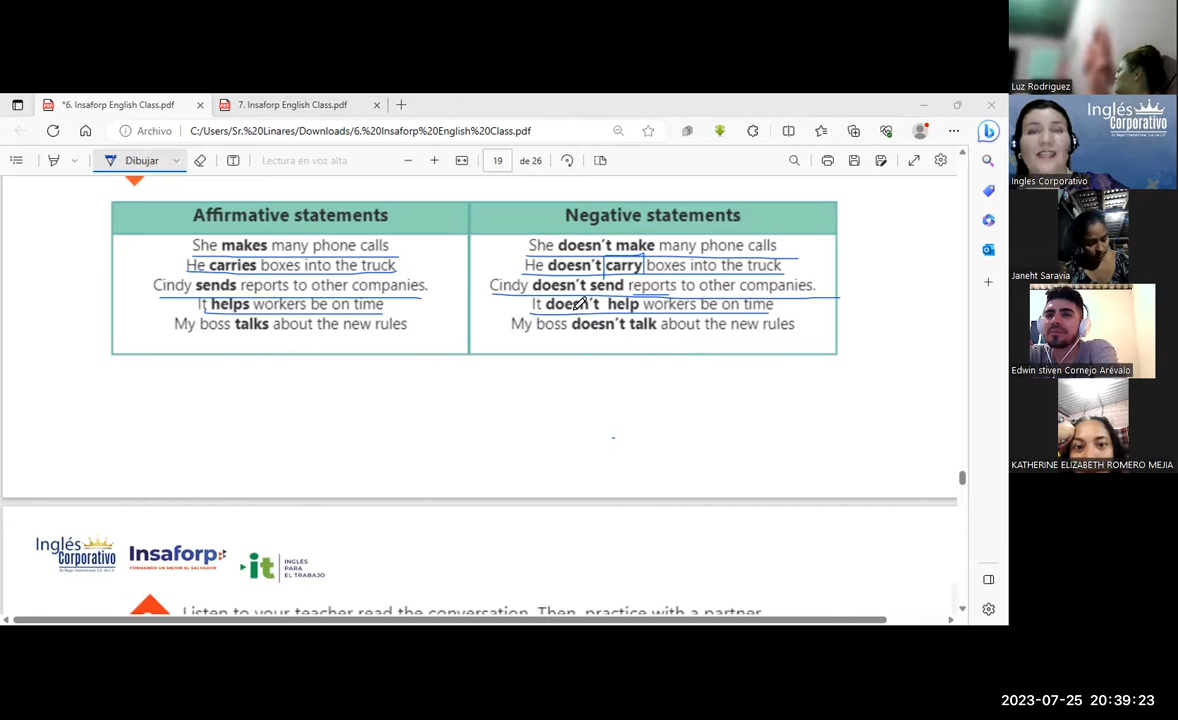 *6. Insaforp English Class.pdf
7. Insaforp English Class.pdf
Archivo
C:/Users/Sr.%20Linares/Downloads/6.%20Insaforp%20English%20Class.pdf
Dibujar
Lectura en voz alta
19
de 26
Affirmative statements
Negative statements
She makes many phone calls
She doesn´t make many phone calls
He carries boxes into the truck
He doesn´t carry boxes into the truck
Cindy sends reports to other companies.
Cindy doesn´t send reports to other companies.
It helps workers be on time
It doesn´t help workers be on time
My boss talks about the new rules
My boss doesn´t talk about the new rules
Inglés
Corporativo
Insaforp
FORMANDO UN MEJOR EL SALVADOR
it
INGLÉS
PARA
EL TRABAJO
Listen to your teacher read the conversation. Then, practice with a partner
Luz Rodriguez
Inglés
Corporativo
Ingles Corporativo
Janeht Saravia
Edwin stiven Cornejo Arévalo
KATHERINE ELIZABETH ROMERO MEJIA
2023-07-25 20:39:23